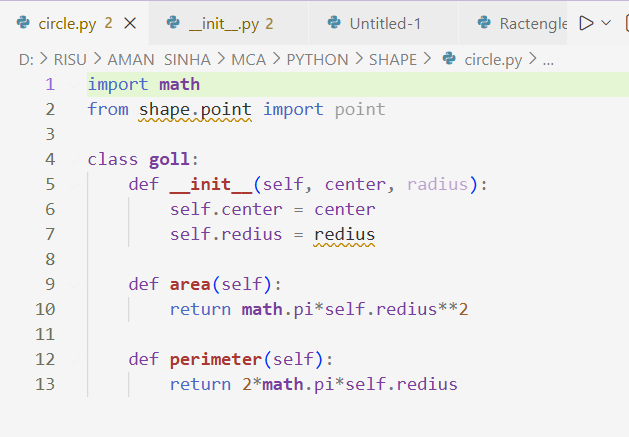 circle.py 2 × __init__.py 2 Untitled-1 Ractengle
D: > RISU > AMAN SINHA > MCA > PYTHON > SHAPE > circle.py > ...
1 import math
2 from shape.point import point
3
4 class goll:
5     def __init__(self, center, radius):
6         self.center = center
7         self.redius = redius
8
9     def area(self):
10         return math.pi*self.redius**2
11
12     def perimeter(self):
13         return 2*math.pi*self.redius